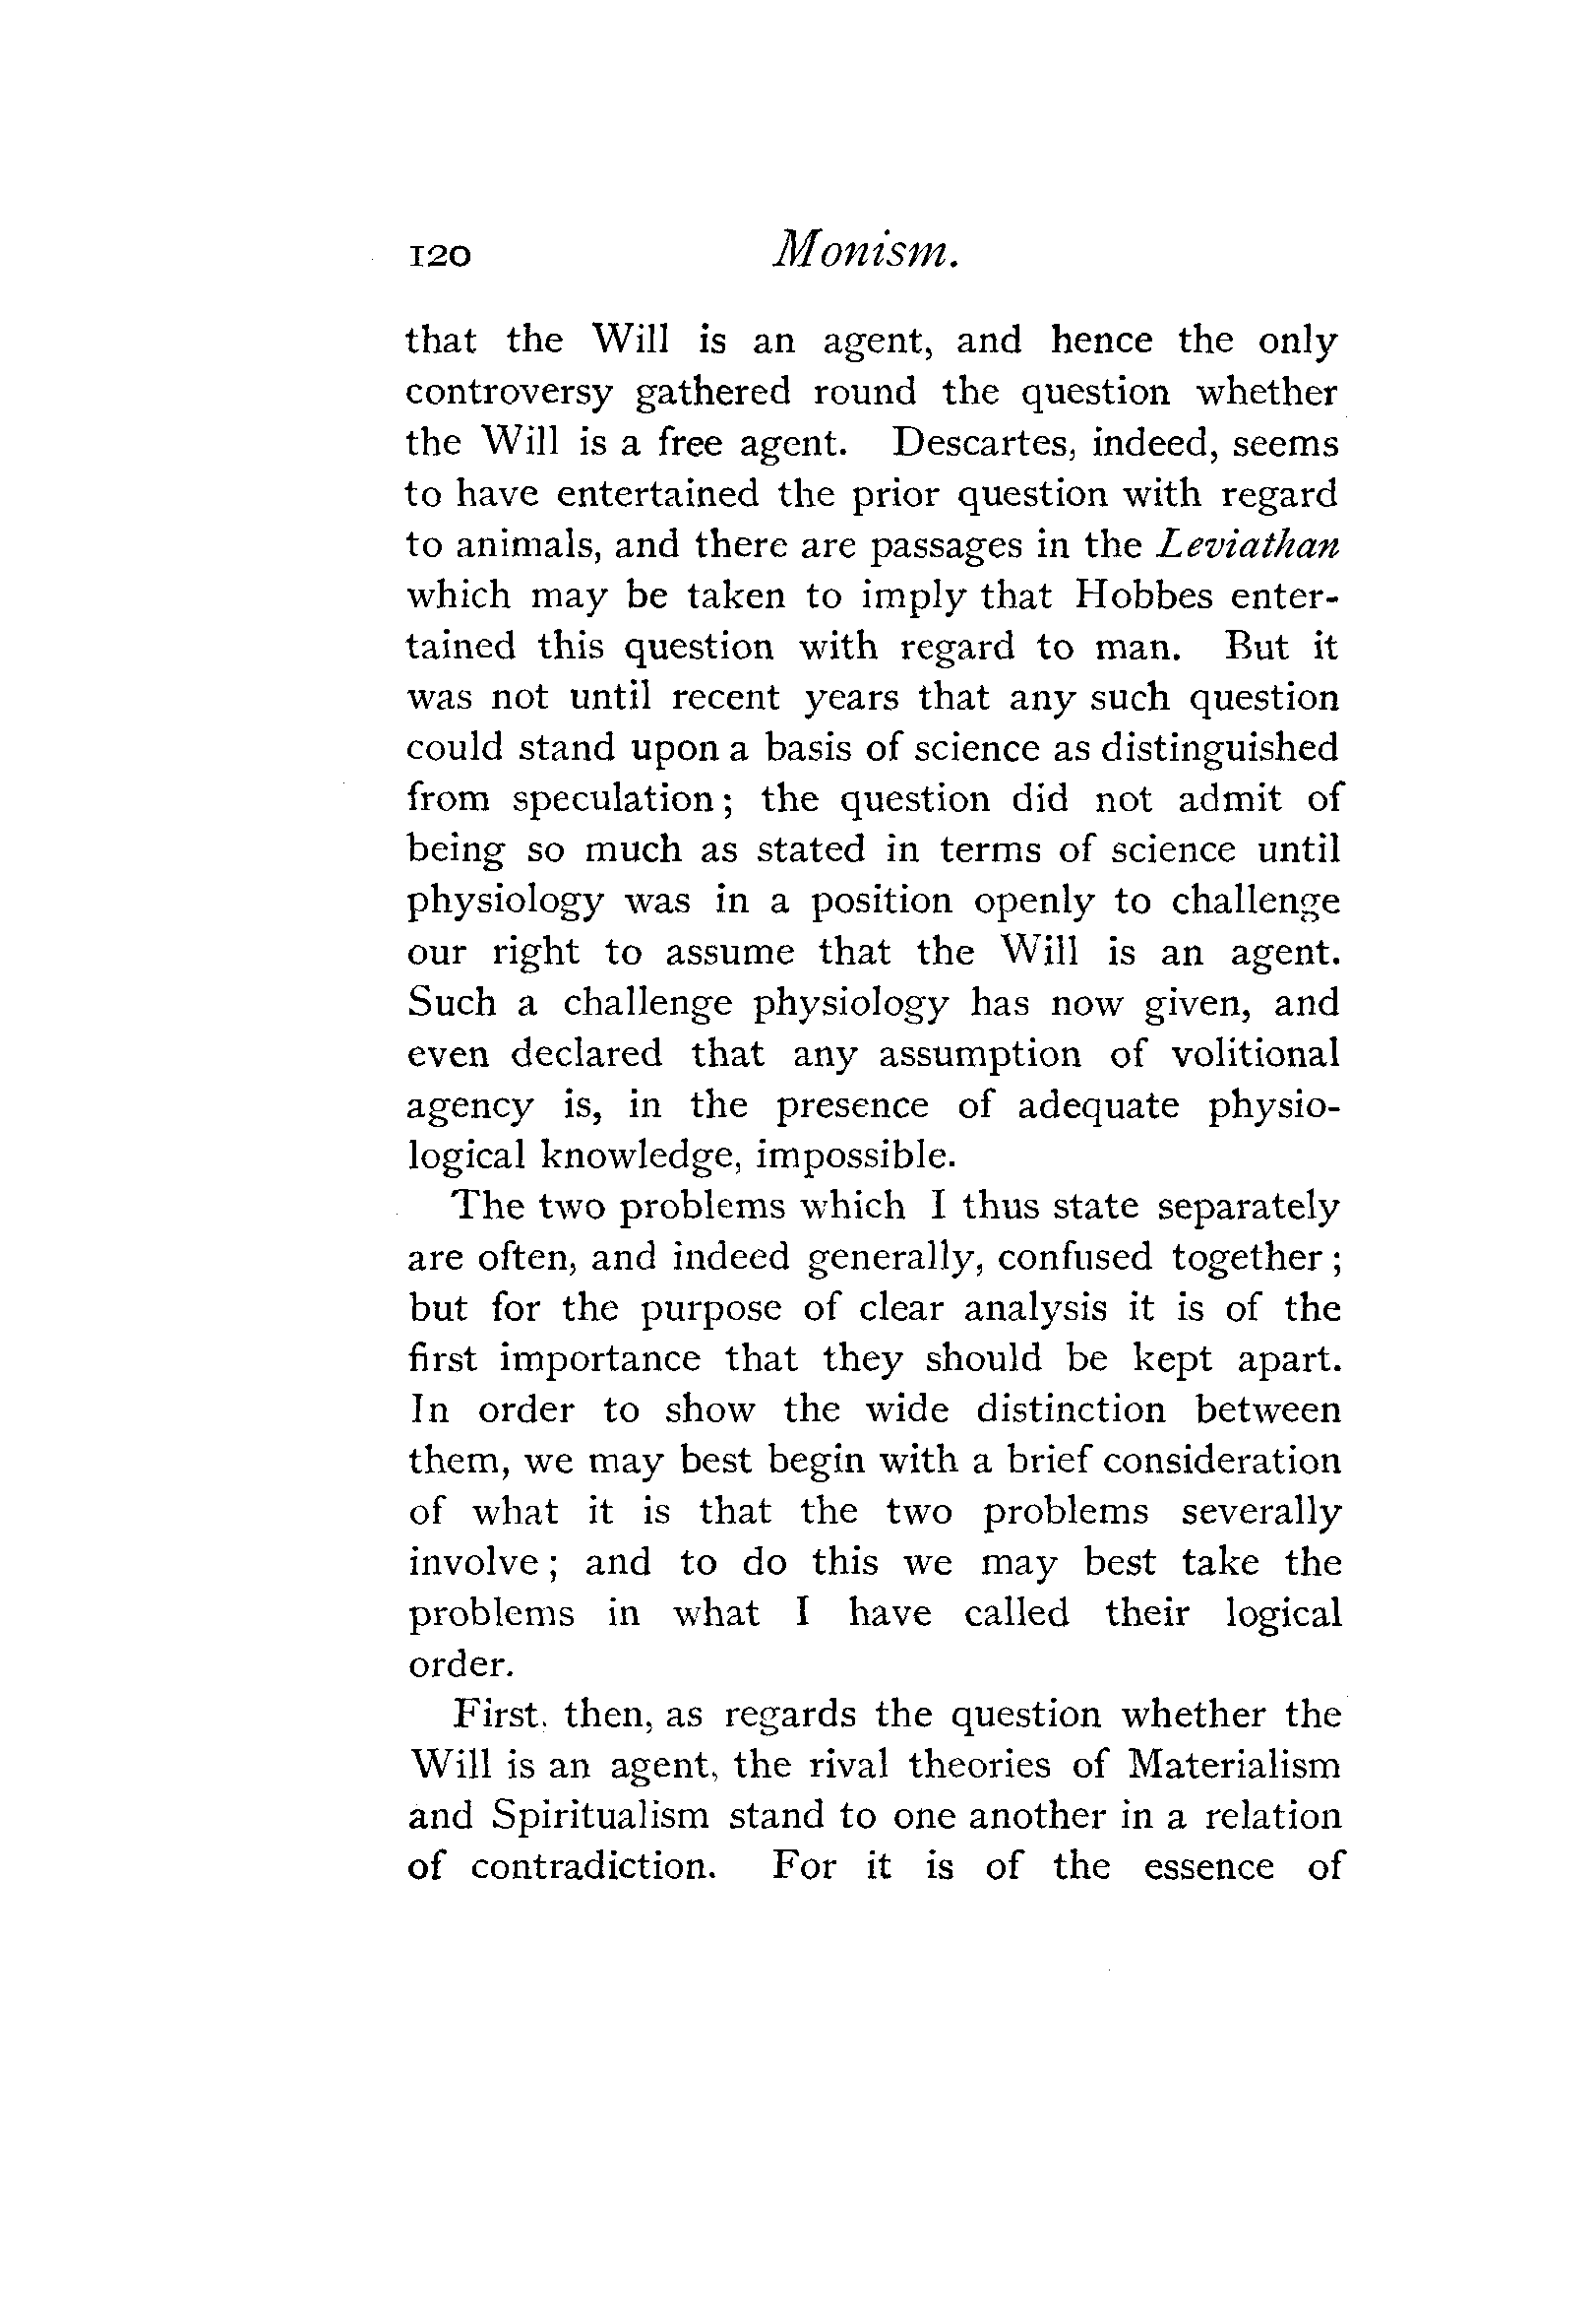 120 Monism.
that the Will is an agent, and hence the only
controversy gathered round the question whether
the Will is a free agent. Descartes, indeed, seems
to have entertained the prior question with regard
to animals, and there are passages in the Leviathan
which may be taken to imply that Hobbes enter-
tained this question with regard to man. But it
was not until recent years that any such question
could stand upon a basis of science as distinguished
from speculation; the question did not admit of
being so much as stated in terms of science until
physiology was in a position openly to challenge
our right to assume that the Will is an agent.
Such a challenge physiology has now given, and
even declared that any assumption of volitional
agency is, in the presence of adequate physio-
logical knowledge, impossible.
The two problems which I thus state separately
are often, and indeed generally, confused together;
but for the purpose of clear analysis it is of the
first importance that they should be kept apart.
In order to show the wide distinction between
them, we may best begin with a brief consideration
of what it is that the two problems severally
involve; and to do this we may best take the
problems in what I have called their logical
order.
First, then, as regards the question whether the
Will is an agent, the rival theories of Materialism
and Spiritualism stand to one another in a relation
of contradiction. For it is of the essence of